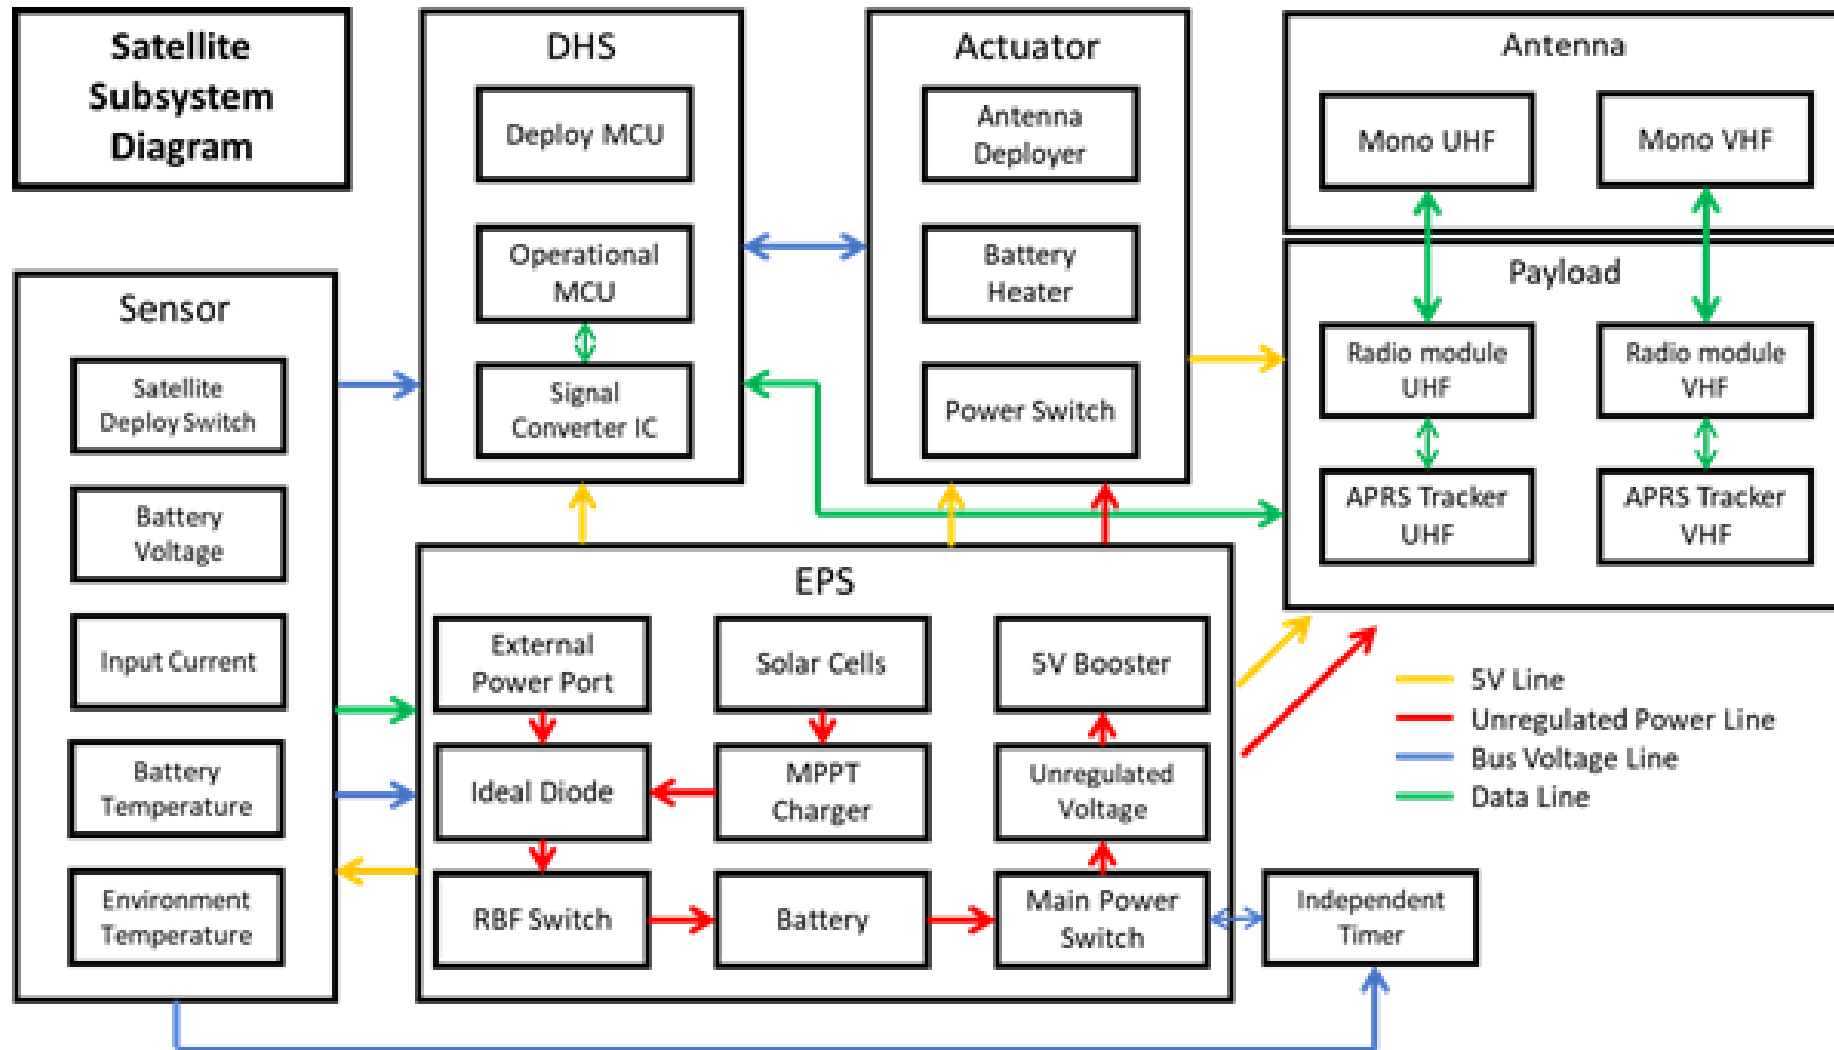 Satellite
Subsystem
Diagram
DHS
Deploy MCU
Operational
MCU
Signal
Converter IC
Actuator
Antenna
Deployer
Battery
Heater
Power Switch
Antenna
Mono UHF
Mono VHF
Payload
Radio module
UHF
Radio module
VHF
APRS Tracker
UHF
APRS Tracker
VHF
Sensor
Satellite
Deploy Switch
Battery
Voltage
Input Current
Battery
Temperature
Environment
Temperature
EPS
External
Power Port
Solar Cells
5V Booster
Ideal Diode
MPPT
Charger
Unregulated
Voltage
RBF Switch
Battery
Main Power
Switch
Independent
Timer
5V Line
Unregulated Power Line
Bus Voltage Line
Data Line